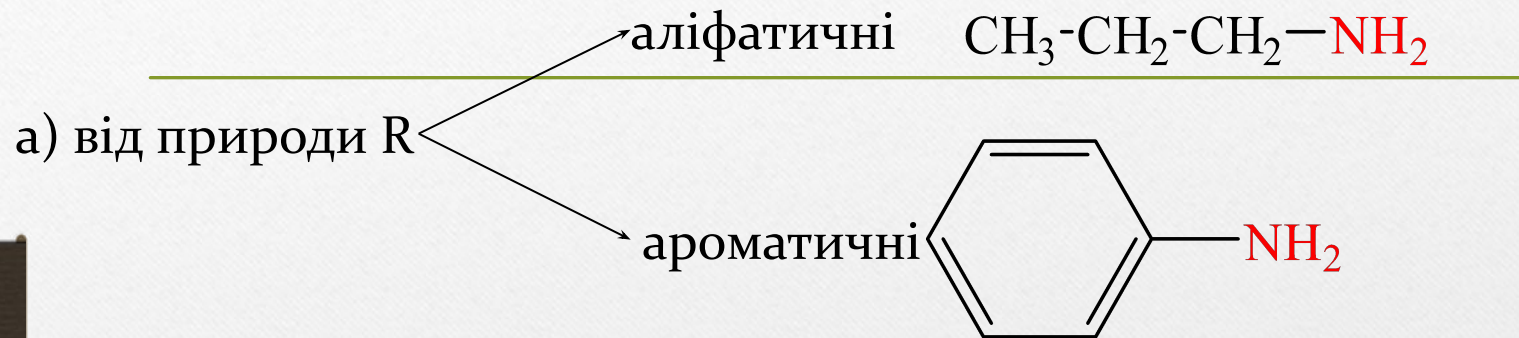 аліфатичні CH₃-CH₂-CH₂—NH₂
а) від природи R
ароматичні NH₂